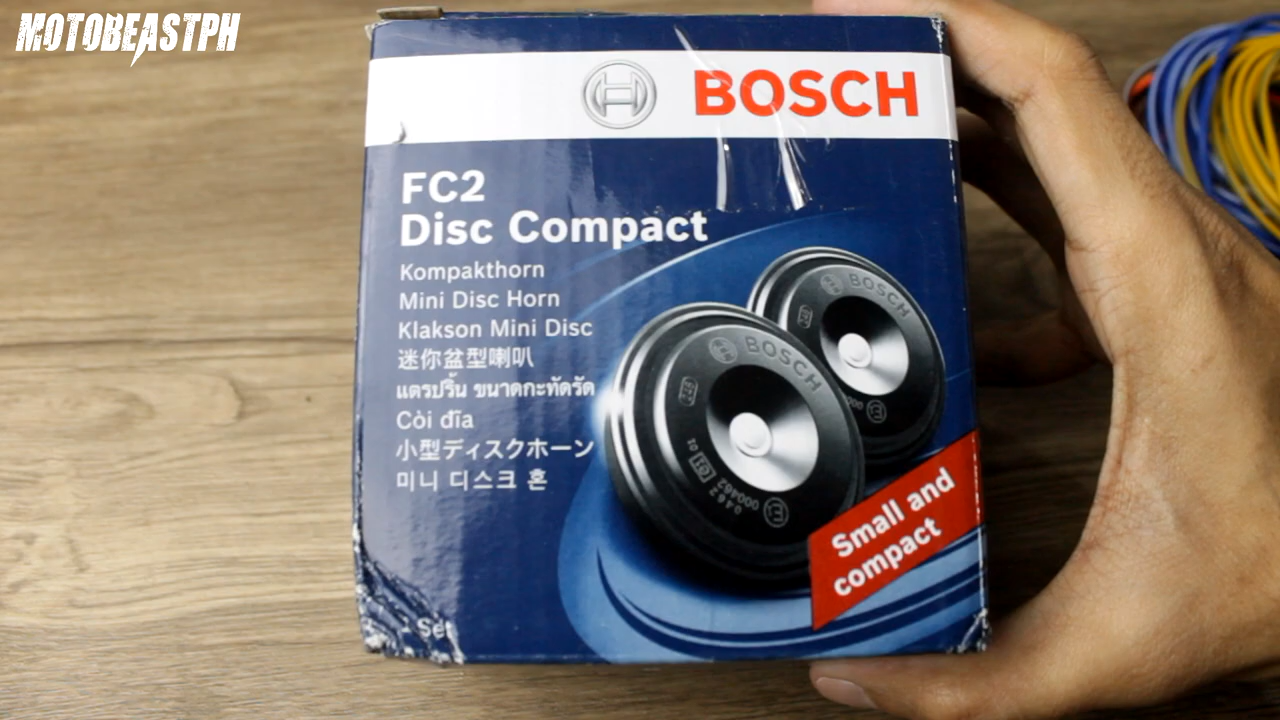 MOTOBEASTPH
BOSCH
FC2
Disc Compact
Kompakthorn
Mini Disc Horn
Klakson Mini Disc
迷你盆型喇叭
แตรปริ้น ขนาดกะทัดรัด
Còi đĩa
小型ディスクホーン
미니 디스크 혼
BOSCH
BOSCH
Small and
compact
Set